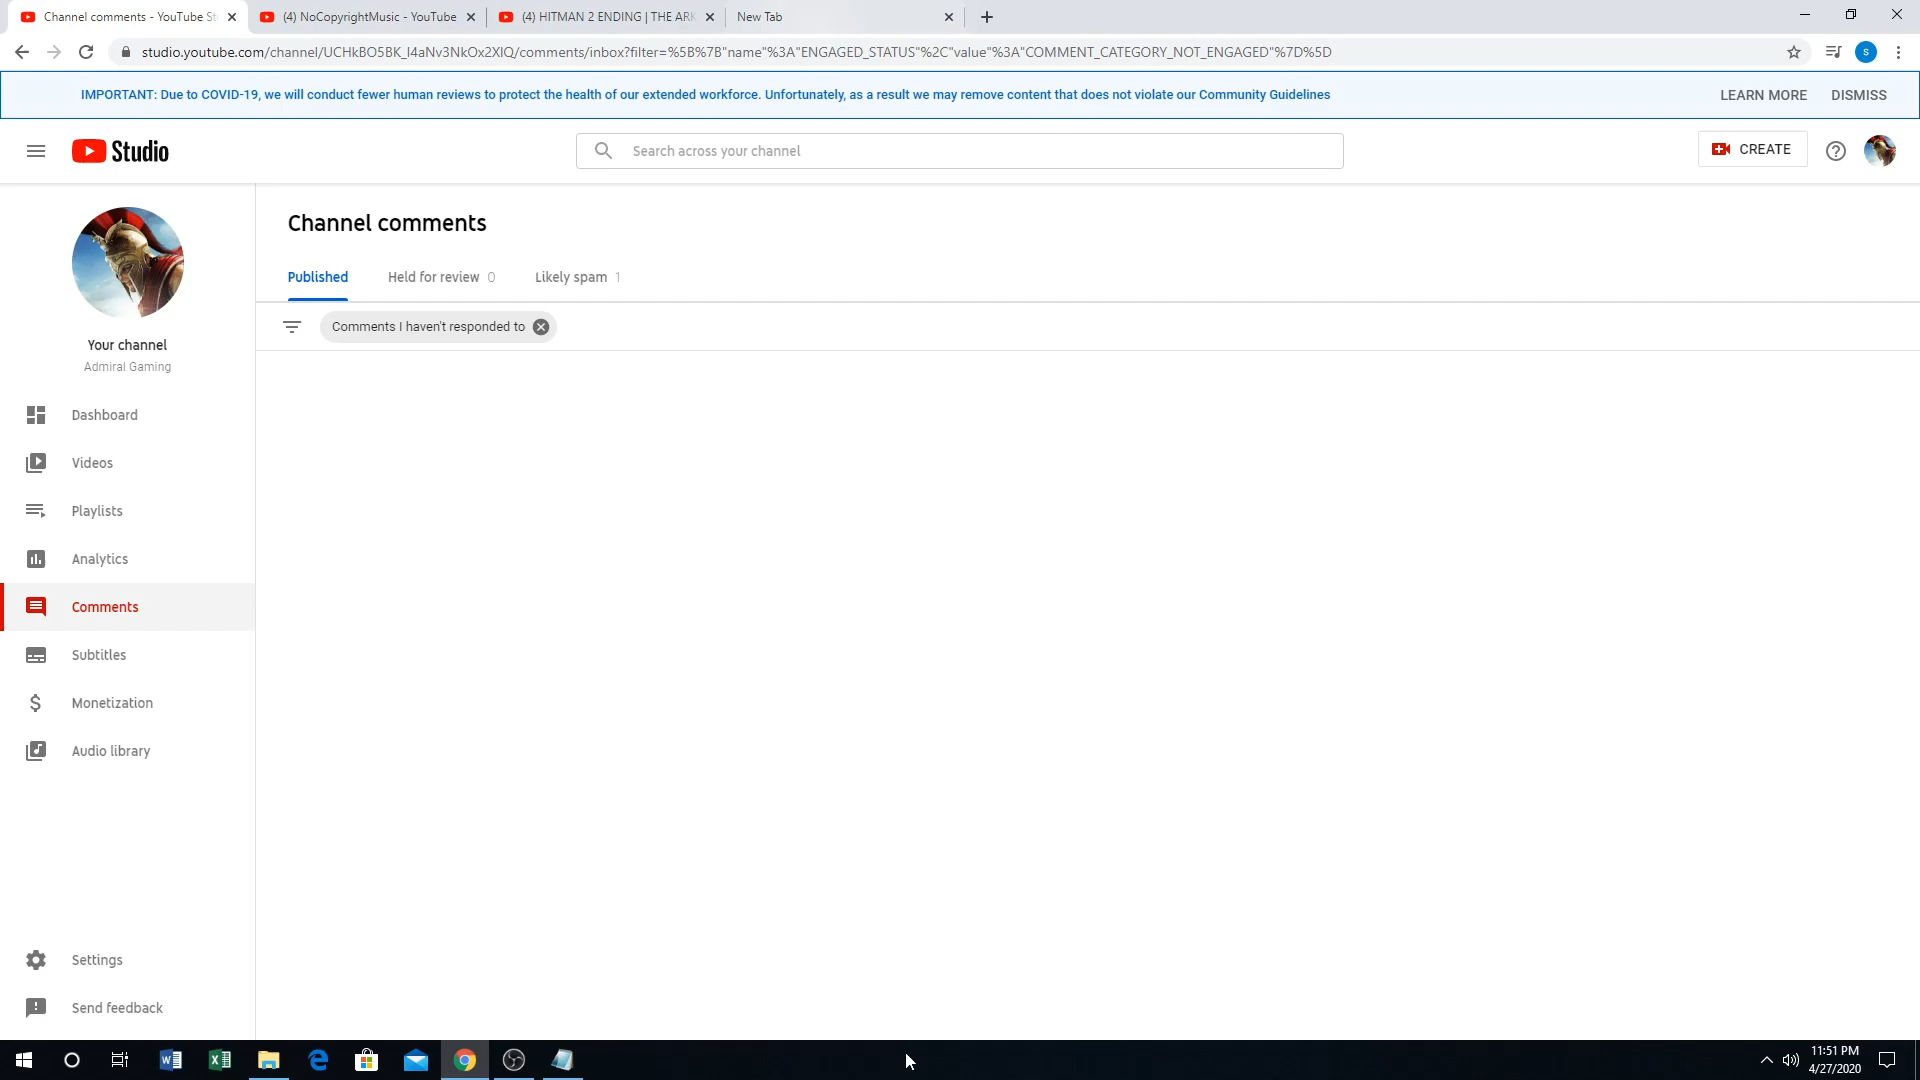 Channel comments - YouTube St
(4) NoCopyrightMusic - YouTube
(4) HITMAN 2 ENDING | THE ARK
New Tab
studio.youtube.com/channel/UCHkBO5BK_I4aNv3NkOx2XIQ/comments/inbox?filter=%5B%7B"name"%3A"ENGAGED_STATUS"%2C"value"%3A"COMMENT_CATEGORY_NOT_ENGAGED"%7D%5D
S
IMPORTANT: Due to COVID-19, we will conduct fewer human reviews to protect the health of our extended workforce. Unfortunately, as a result we may remove content that does not violate our Community Guidelines
LEARN MORE
DISMISS
Studio
Search across your channel
CREATE
Channel comments
Published
Held for review 0
Likely spam 1
Comments I haven't responded to
Your channel
Admiral Gaming
Dashboard
Videos
Playlists
Analytics
Comments
Subtitles
Monetization
Audio library
Settings
Send feedback
11:51 PM
4/27/2020